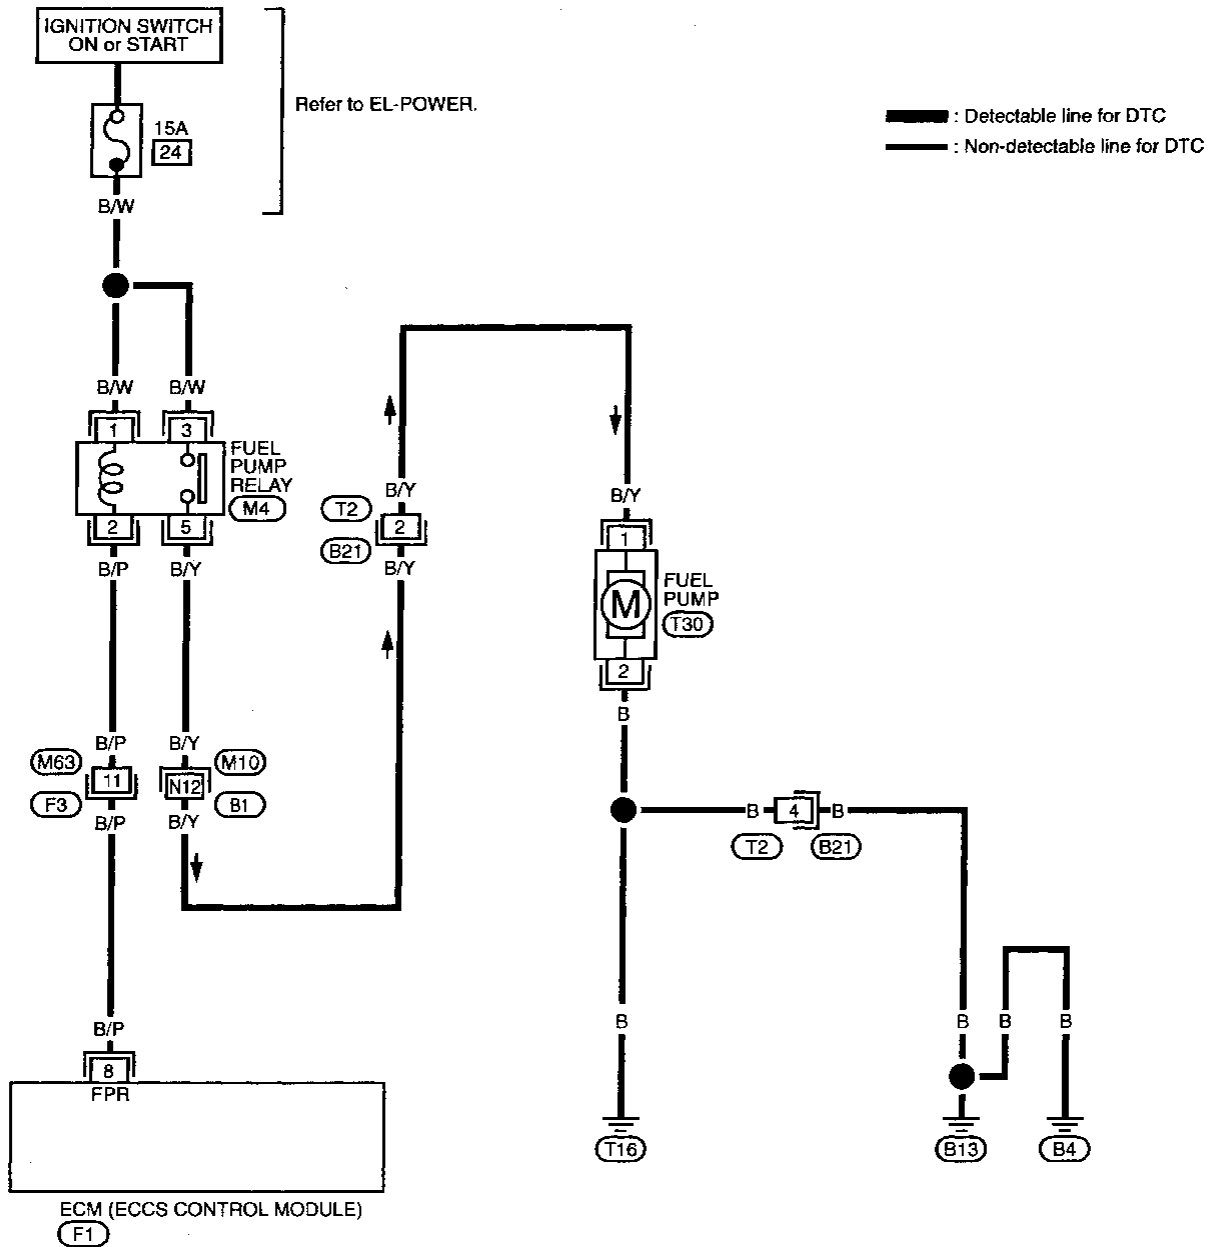 IGNITION SWITCH
ON or START
Refer to EL-POWER.
15A
24
: Detectable line for DTC
: Non-detectable line for DTC
B/W
B/W B/W
1 3
FUEL
PUMP
RELAY
M4
2 5
B/P B/Y
B/Y
T2
2
B21
B/Y
B/Y
1
M
FUEL
PUMP
T30
2
B
B/P B/Y
M63
11
F3
B/P
M10
N12
B1
B/Y
B 4 B
T2 B21
B/P
8
FPR
B
B B B
T16 B13 B4
ECM (ECCS CONTROL MODULE)
F1